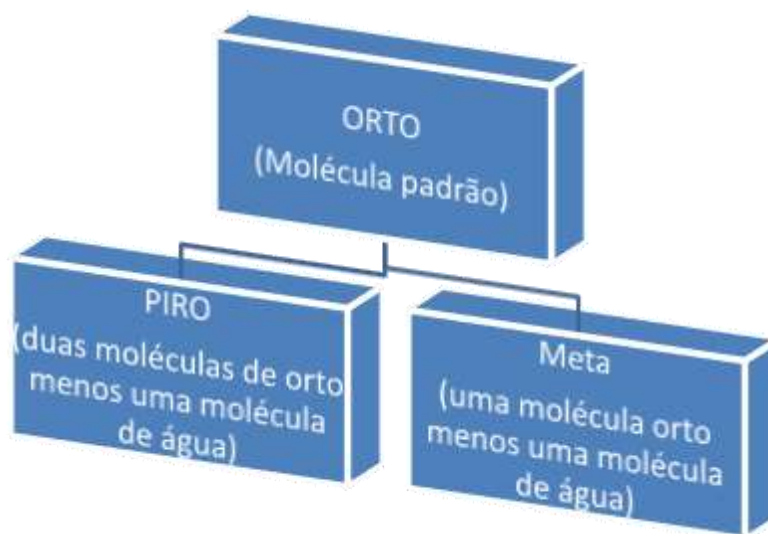 ORTO
(Molécula padrão)
PIRO
(duas moléculas de orto
menos uma molécula
de água)
Meta
(uma molécula orto
menos uma molécula
de água)